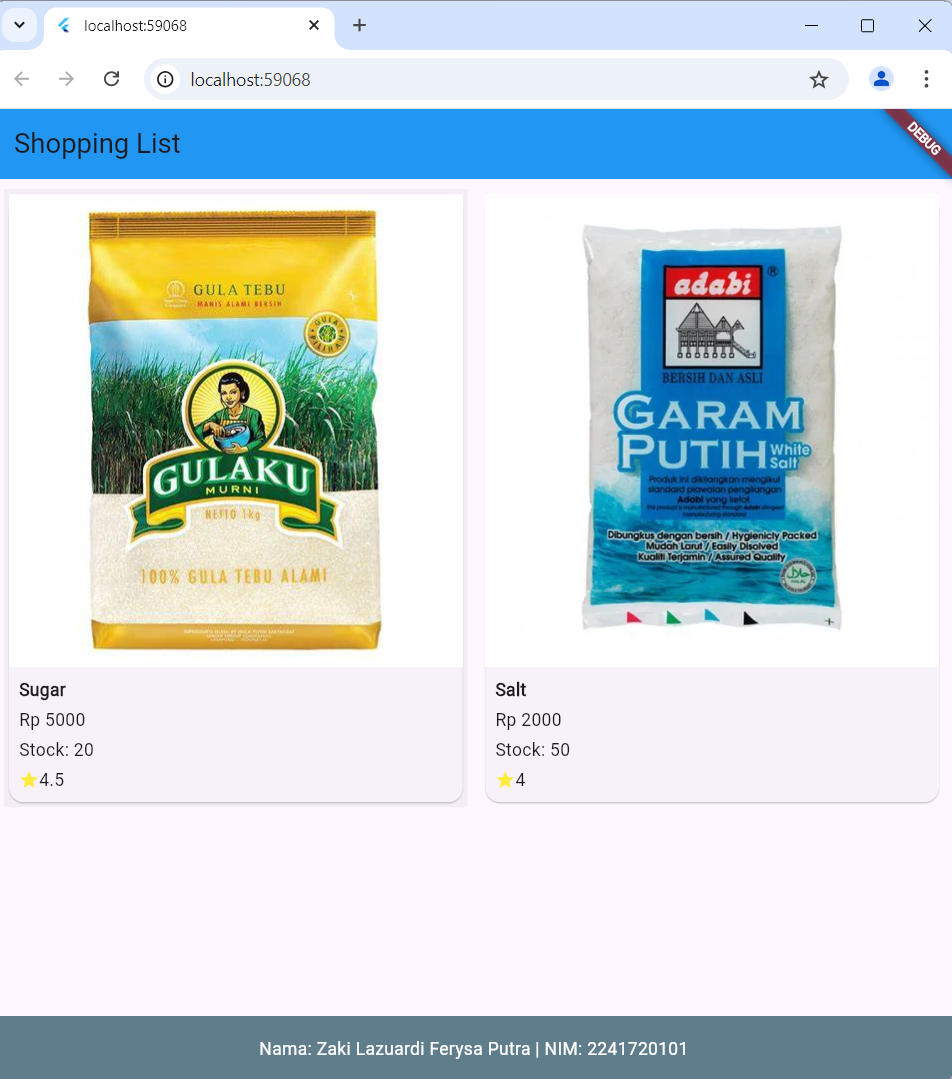 localhost:59068
localhost:59068
Shopping List
DEBUG
GULA TEBU
MANIS ALAMI BERSIH
GULA PILIHAN
GULAKU
MURNI
NETTO 1kg
100% GULA TEBU ALAMI
adabi
®
BERSIH DAN ASLI
GARAM
PUTIH White
Salt
Produk ini dikilangkan mengikut
standard piawaian pengilangan
Adabi yang ketat
Dibungkus dengan bersih / Hygienicly Packed
Mudah Larut / Easily Disolved
Kualiti Terjamin / Assured Quality
Sugar
Rp 5000
Stock: 20
4.5
Salt
Rp 2000
Stock: 50
4
Nama: Zaki Lazuardi Ferysa Putra | NIM: 2241720101